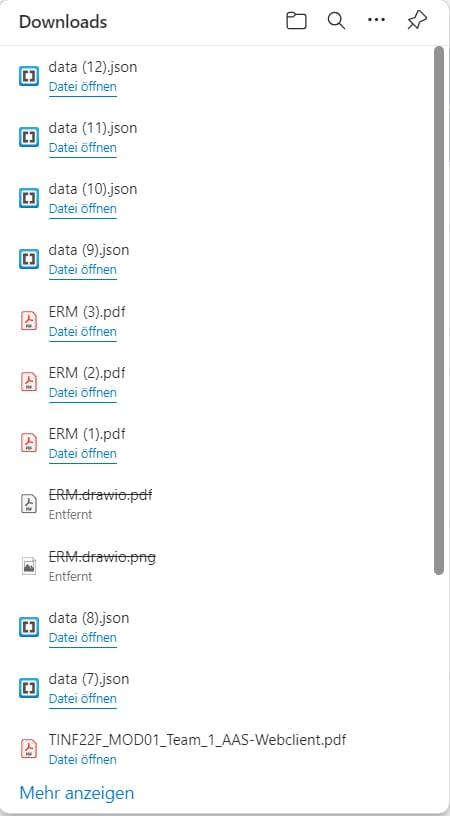 Downloads
data (12).json
Datei öffnen
data (11).json
Datei öffnen
data (10).json
Datei öffnen
data (9).json
Datei öffnen
ERM (3).pdf
Datei öffnen
ERM (2).pdf
Datei öffnen
ERM (1).pdf
Datei öffnen
ERM.drawio.pdf
Entfernt
ERM.drawio.png
Entfernt
data (8).json
Datei öffnen
data (7).json
Datei öffnen
TINF22F_MOD01_Team_1_AAS-Webclient.pdf
Datei öffnen
Mehr anzeigen